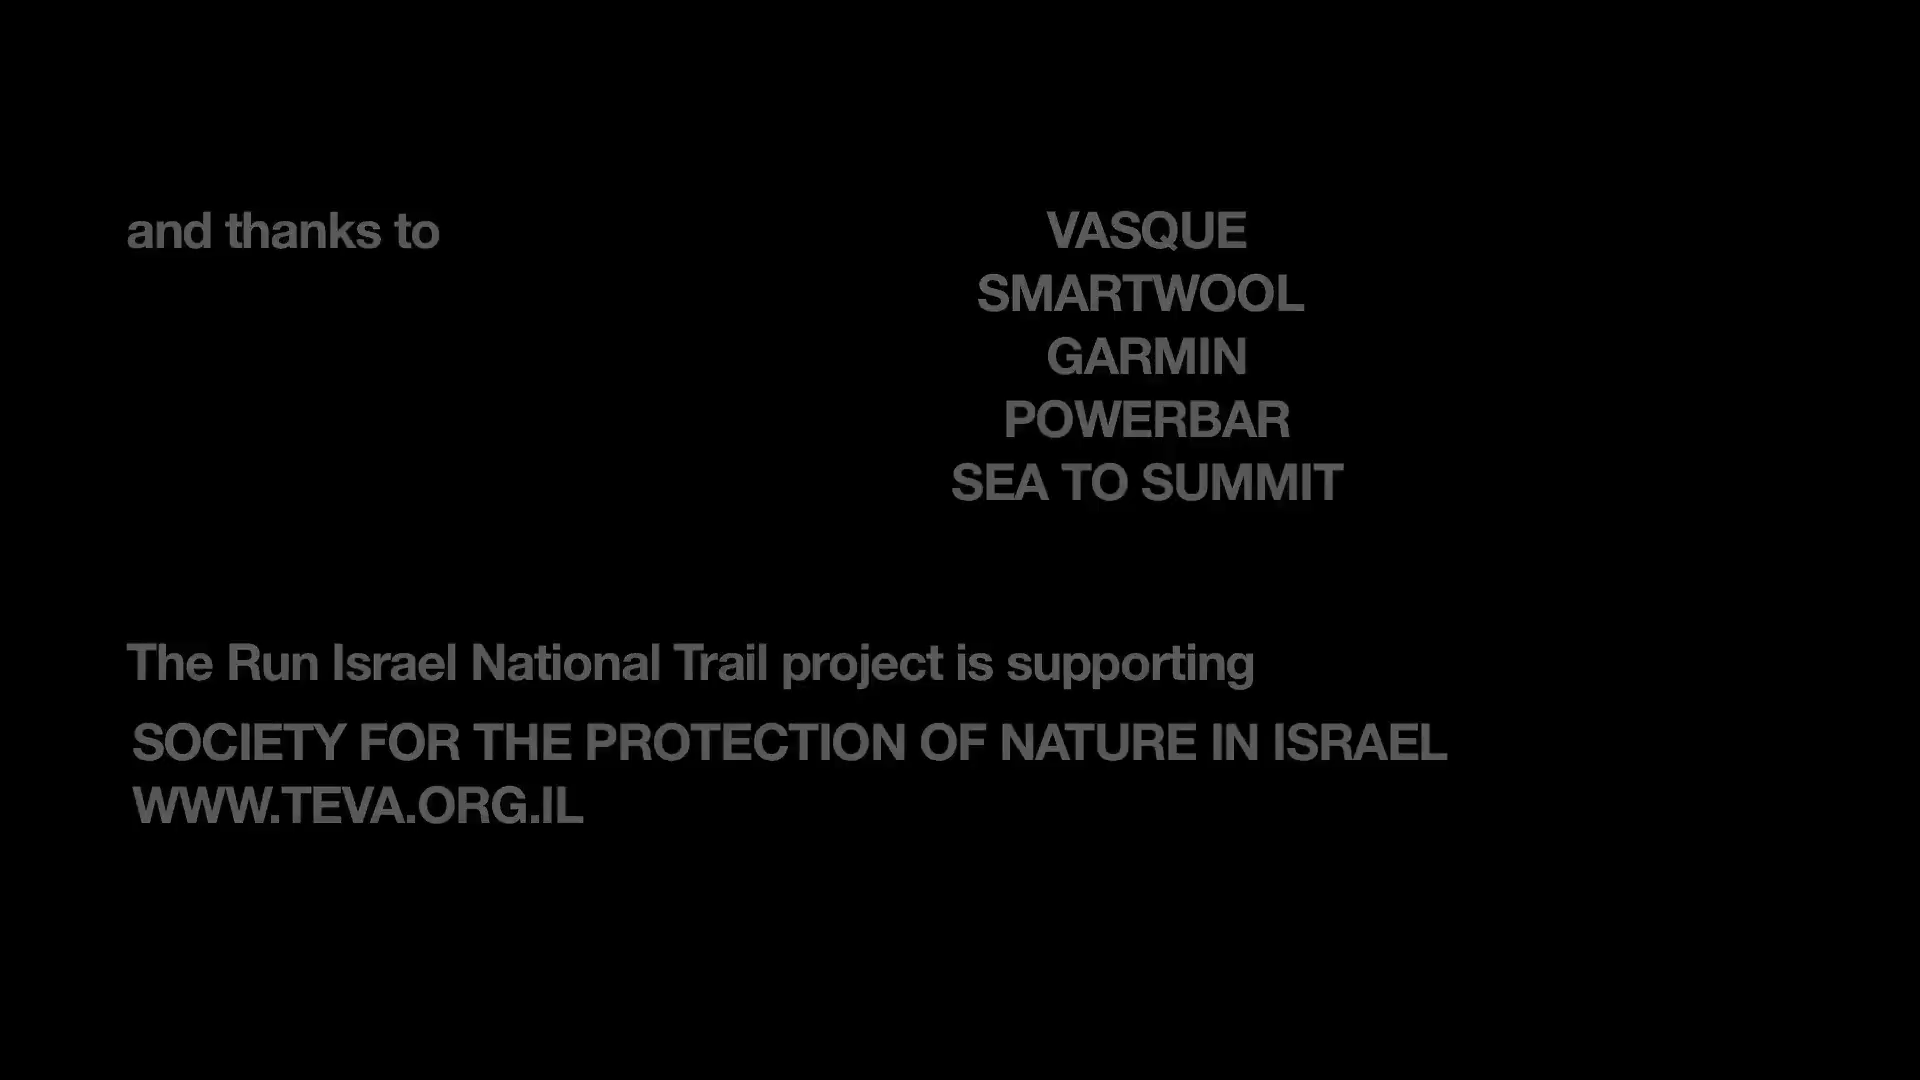 and thanks to
VASQUE
SMARTWOOL
GARMIN
POWERBAR
SEA TO SUMMIT
The Run Israel National Trail project is supporting
SOCIETY FOR THE PROTECTION OF NATURE IN ISRAEL
WWW.TEVA.ORG.IL